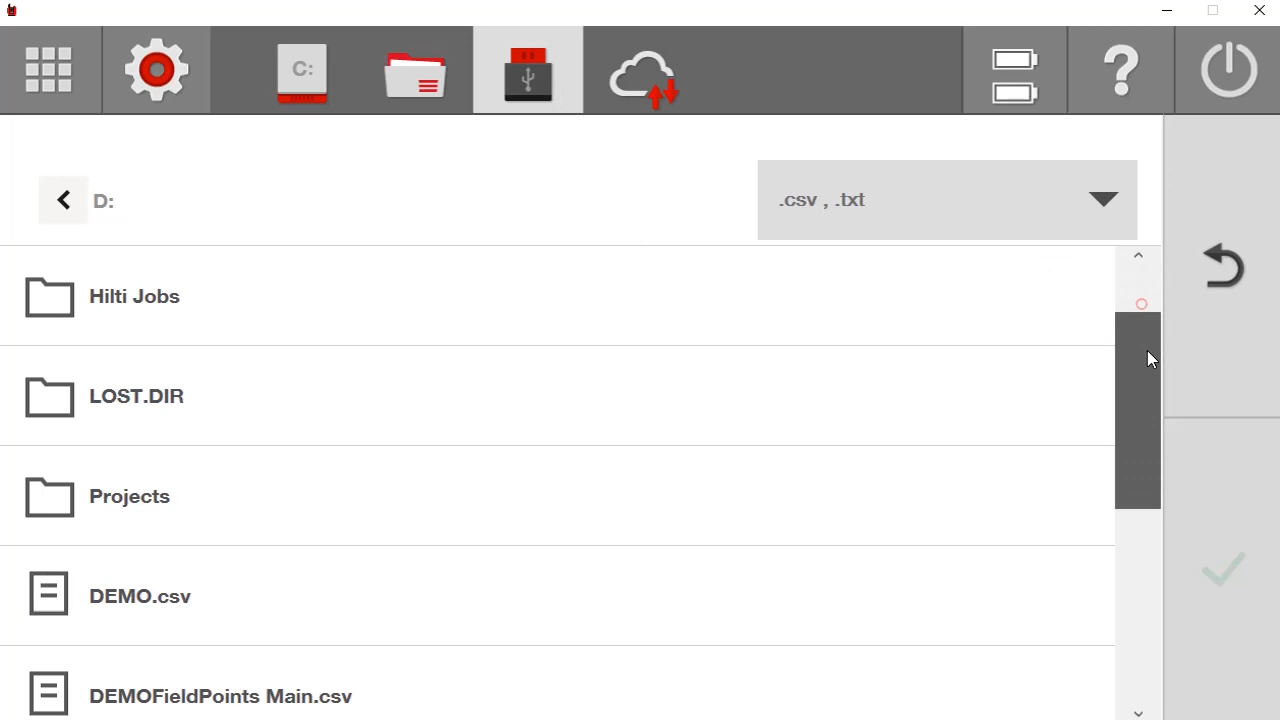 C:
D:
.csv , .txt
Hilti Jobs
LOST.DIR
Projects
DEMO.csv
DEMOFieldPoints Main.csv